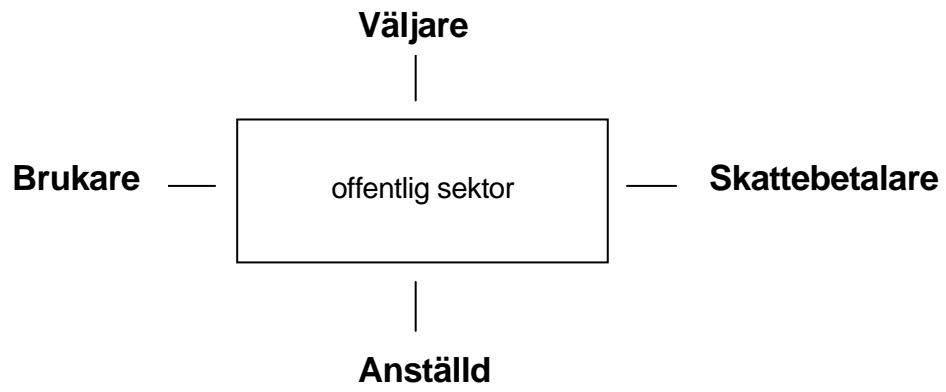 Väljare
Brukare
offentlig sektor
Skattebetalare
Anställd